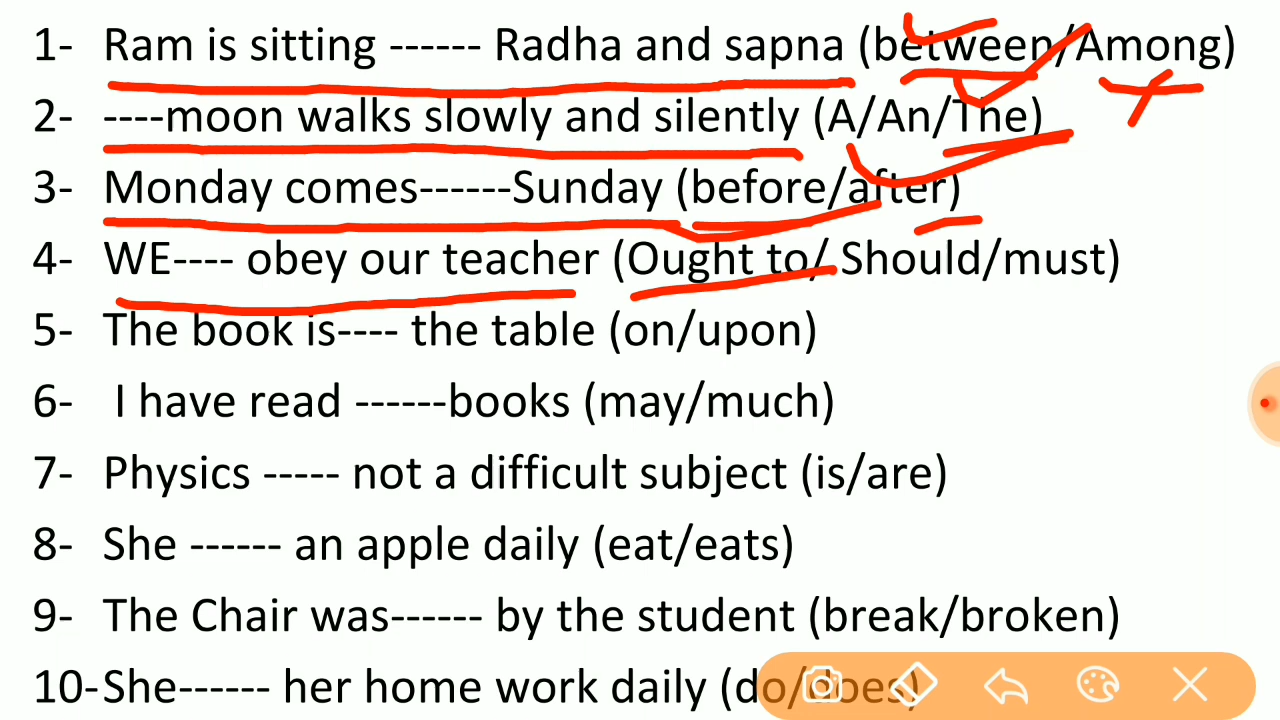 1- Ram is sitting ------ Radha and sapna (between/Among)
2- ----moon walks slowly and silently (A/An/The)
3- Monday comes------Sunday (before/after)
4- WE---- obey our teacher (Ought to/ Should/must)
5- The book is---- the table (on/upon)
6- I have read ------books (may/much)
7- Physics ----- not a difficult subject (is/are)
8- She ------ an apple daily (eat/eats)
9- The Chair was------ by the student (break/broken)
10-She------ her home work daily (do/does)